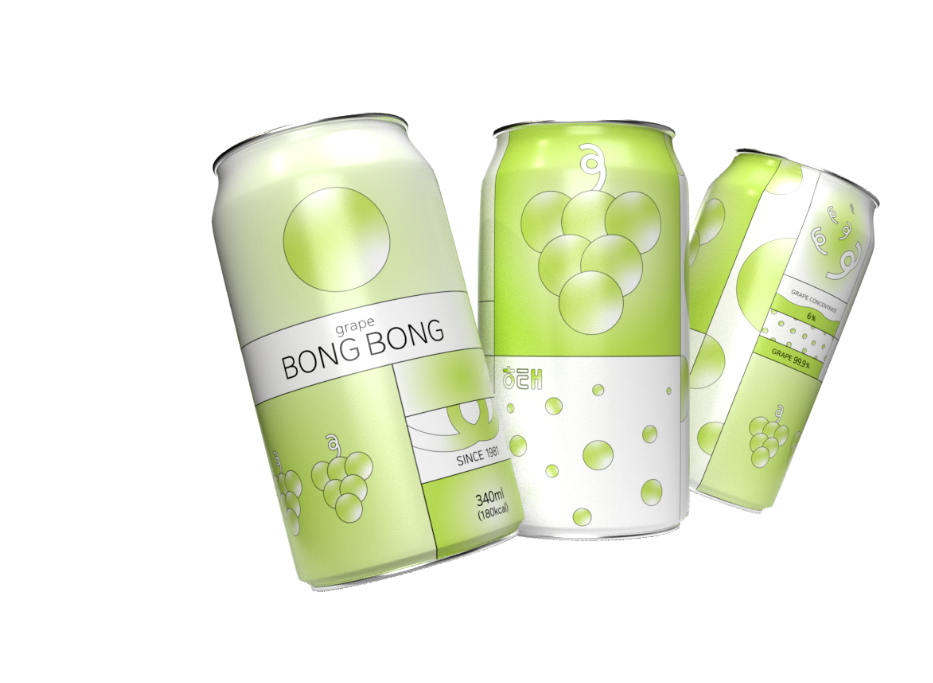 grape
BONG BONG
SINCE 1981
340ml
(180kcal)
해태
GRAPE CONCENTRATE
6%
GRAPE 99.9%